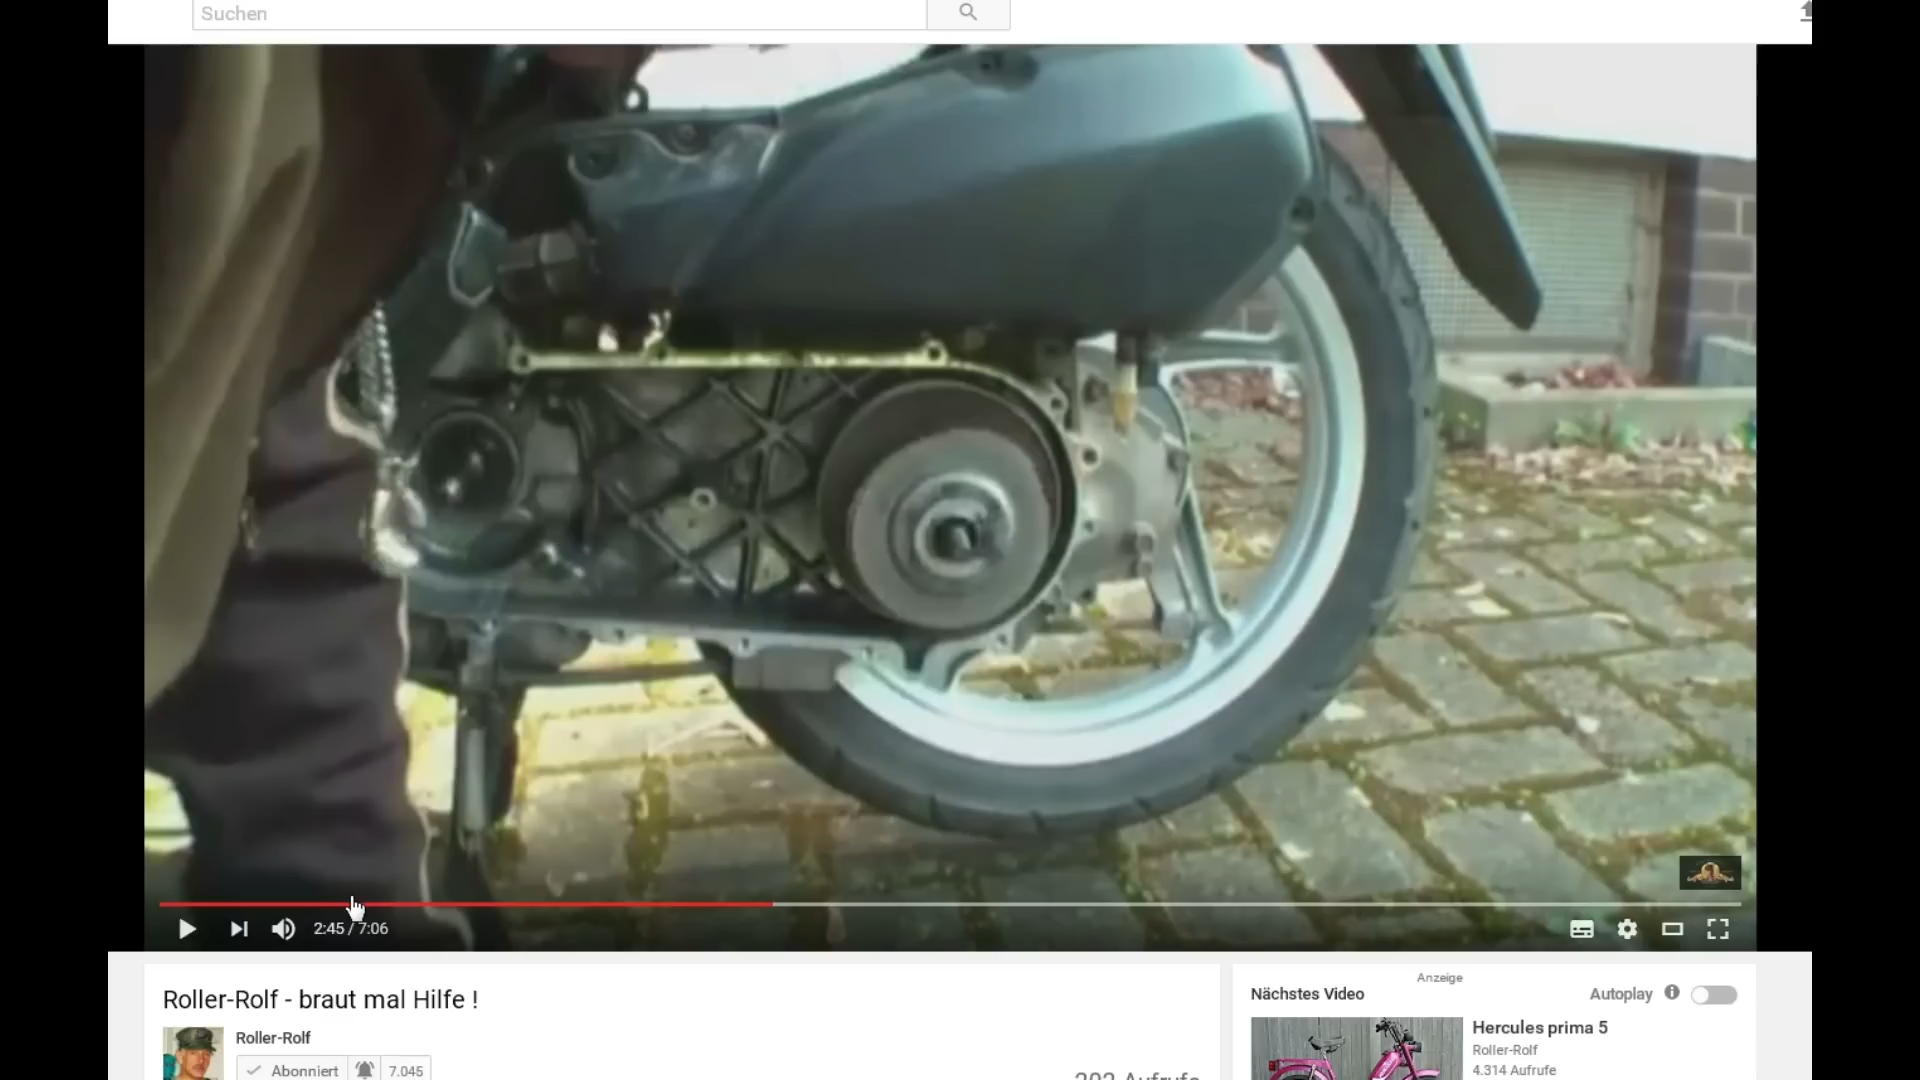 Suchen
2:45 / 7:06
Roller-Rolf - braut mal Hilfe !
Roller-Rolf
Abonniert
7.045
Anzeige
Nächstes Video
Autoplay
Hercules prima 5
Roller-Rolf
4.314 Aufrufe